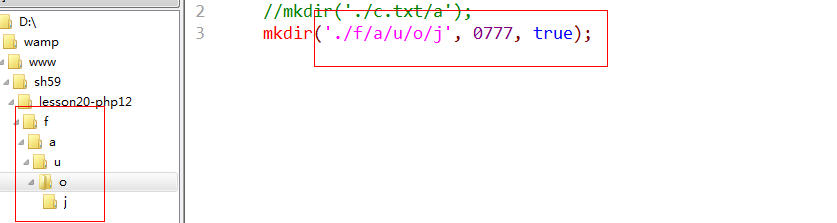 D:\
wamp
www
sh59
lesson20-php12
f
a
u
o
j
2 //mkdir('./c.txt/a');
3 mkdir('./f/a/u/o/j', 0777, true);